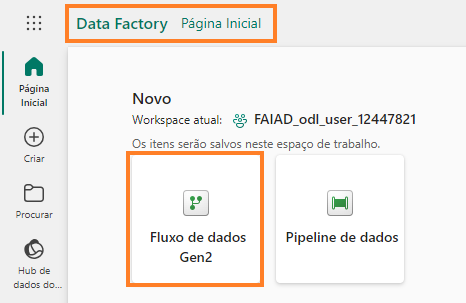 Data Factory Página Inicial
Página
Inicial
Criar
Procurar
Hub de
dados do...
Novo
Workspace atual: FAIAD_odl_user_12447821
Os itens serão salvos neste espaço de trabalho.
Fluxo de dados
Gen2
Pipeline de dados